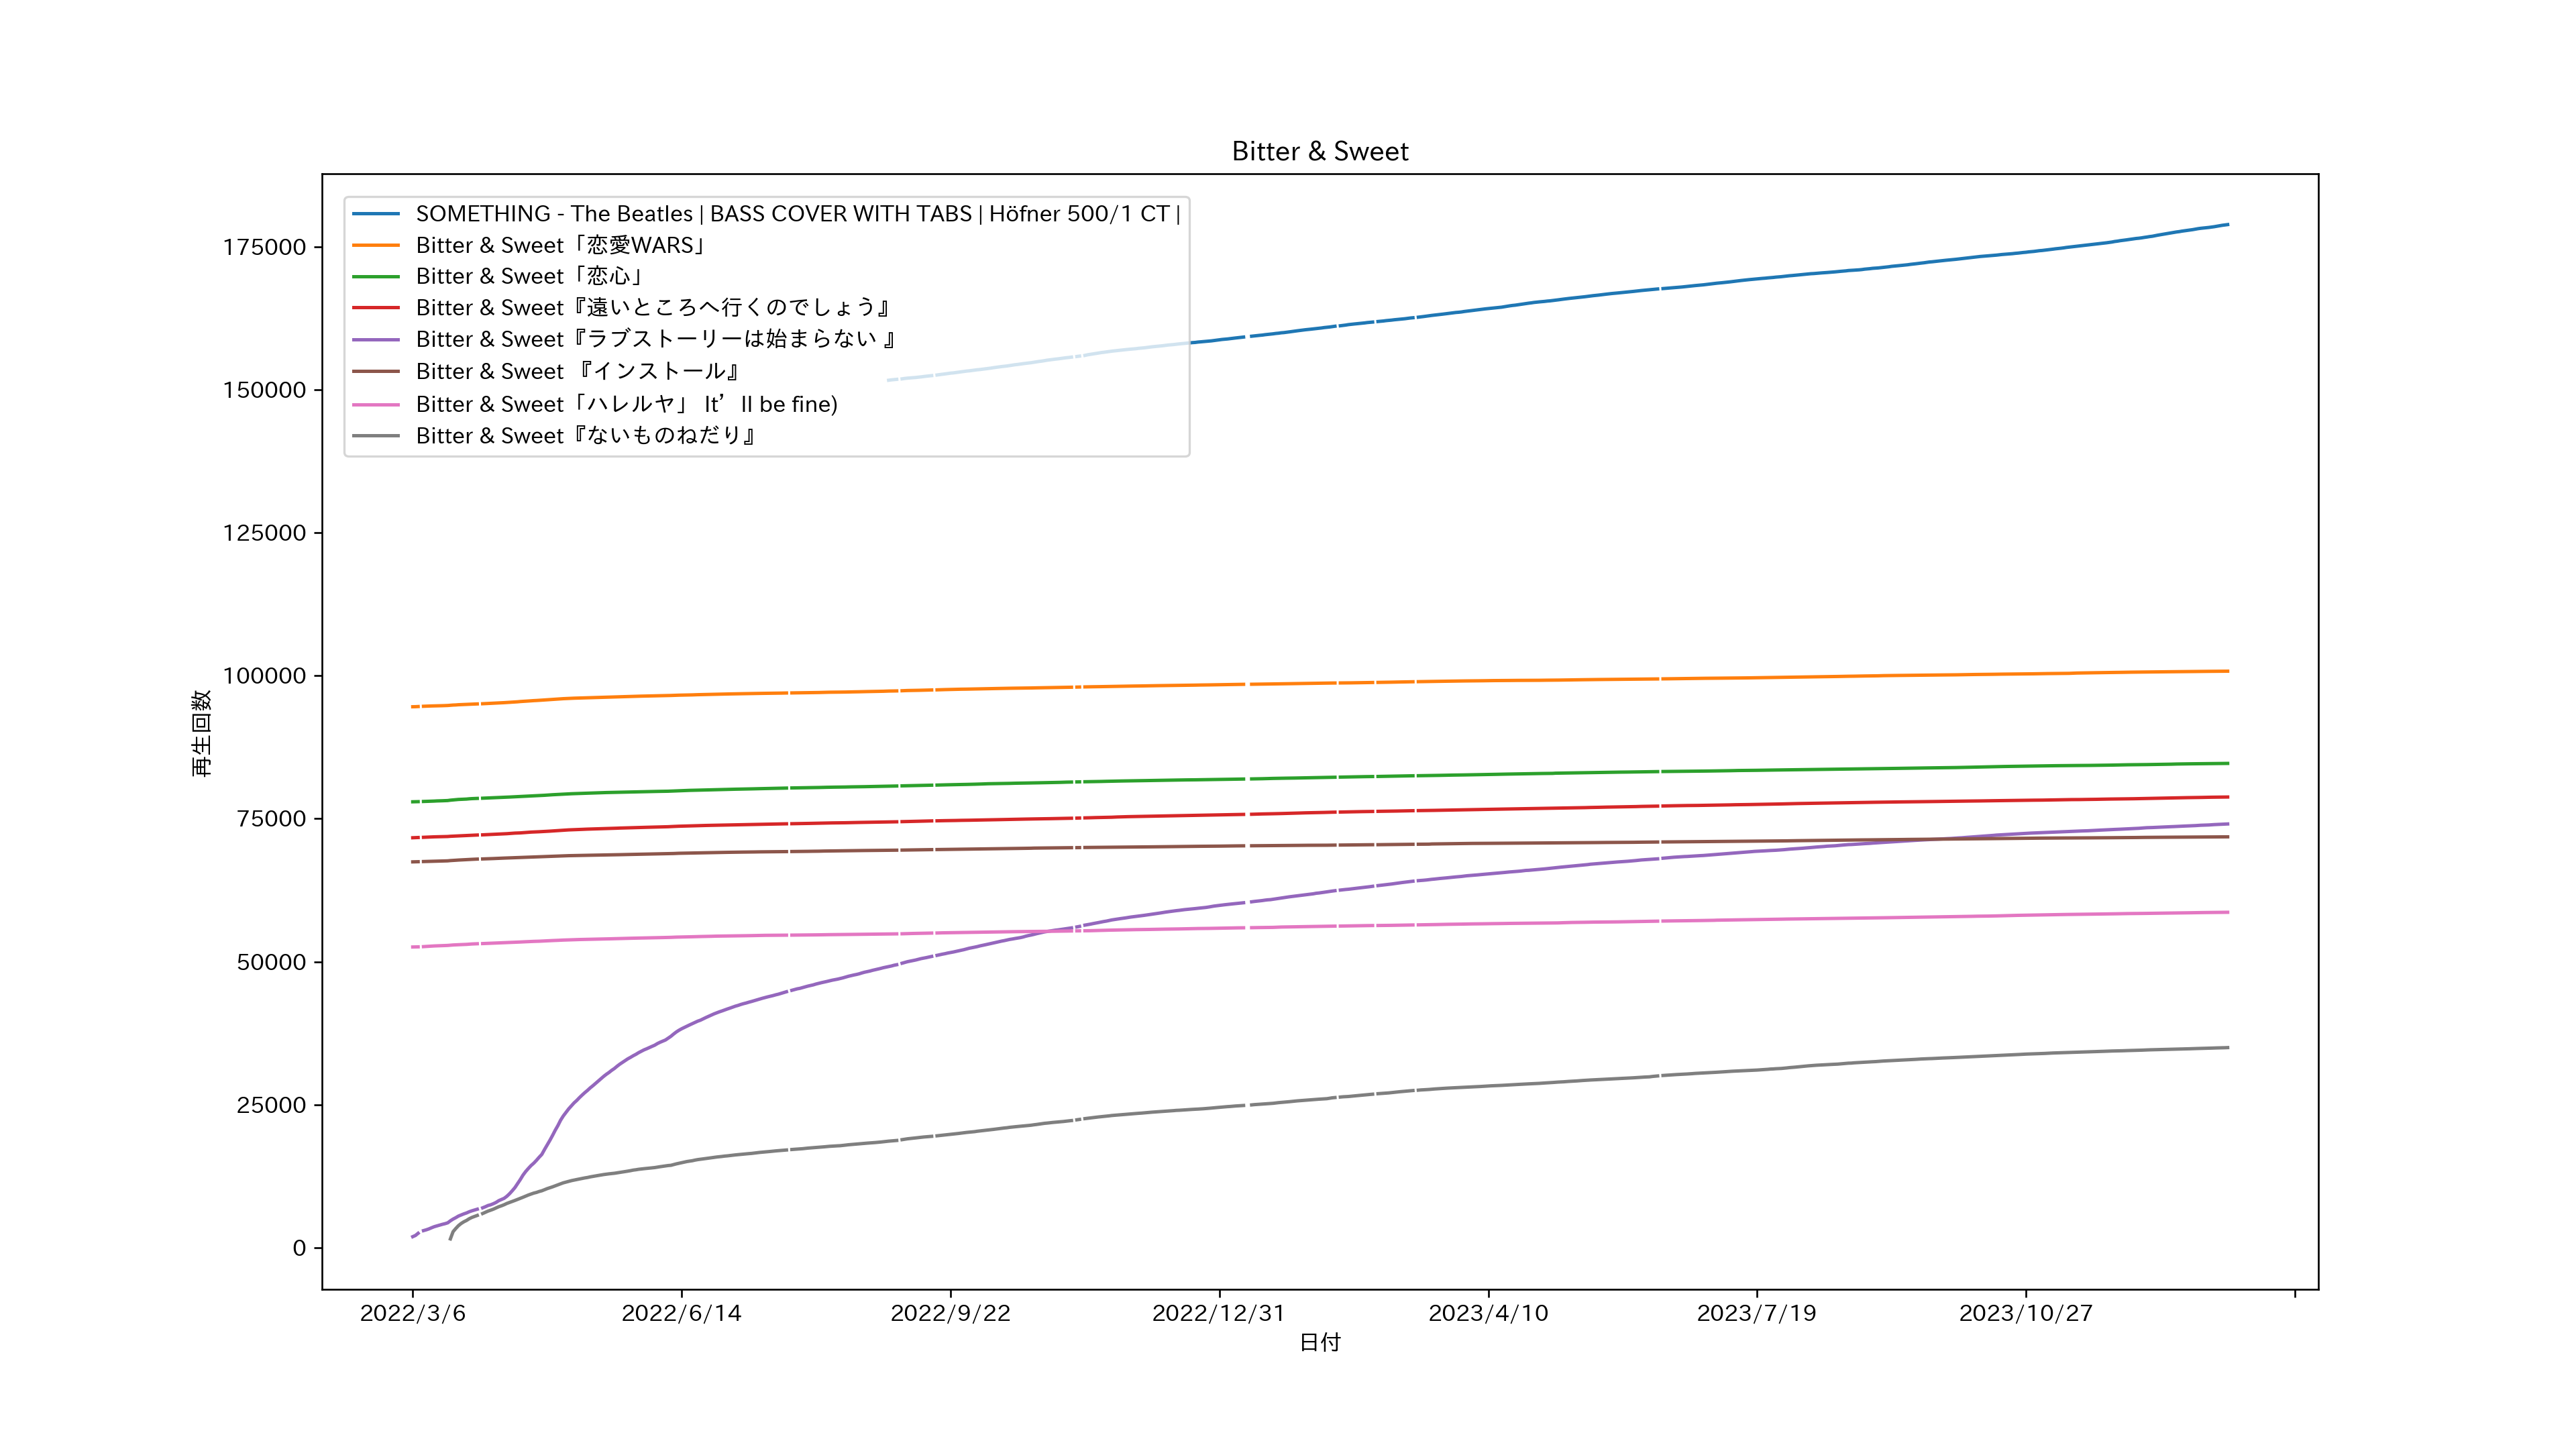 Bitter & Sweet
SOMETHING - The Beatles | BASS COVER WITH TABS | Höfner 500/1 CT |
Bitter & Sweet「恋愛WARS」
Bitter & Sweet「恋心」
Bitter & Sweet『遠いところへ行くのでしょう』
Bitter & Sweet『ラブストーリーは始まらない 』
Bitter & Sweet 『インストール』
Bitter & Sweet「ハレルヤ」 It’ll be fine)
Bitter & Sweet『ないものねだり』
175000
150000
125000
100000
75000
50000
25000
0
再生回数
2022/3/6 2022/6/14 2022/9/22 2022/12/31 2023/4/10 2023/7/19 2023/10/27
日付